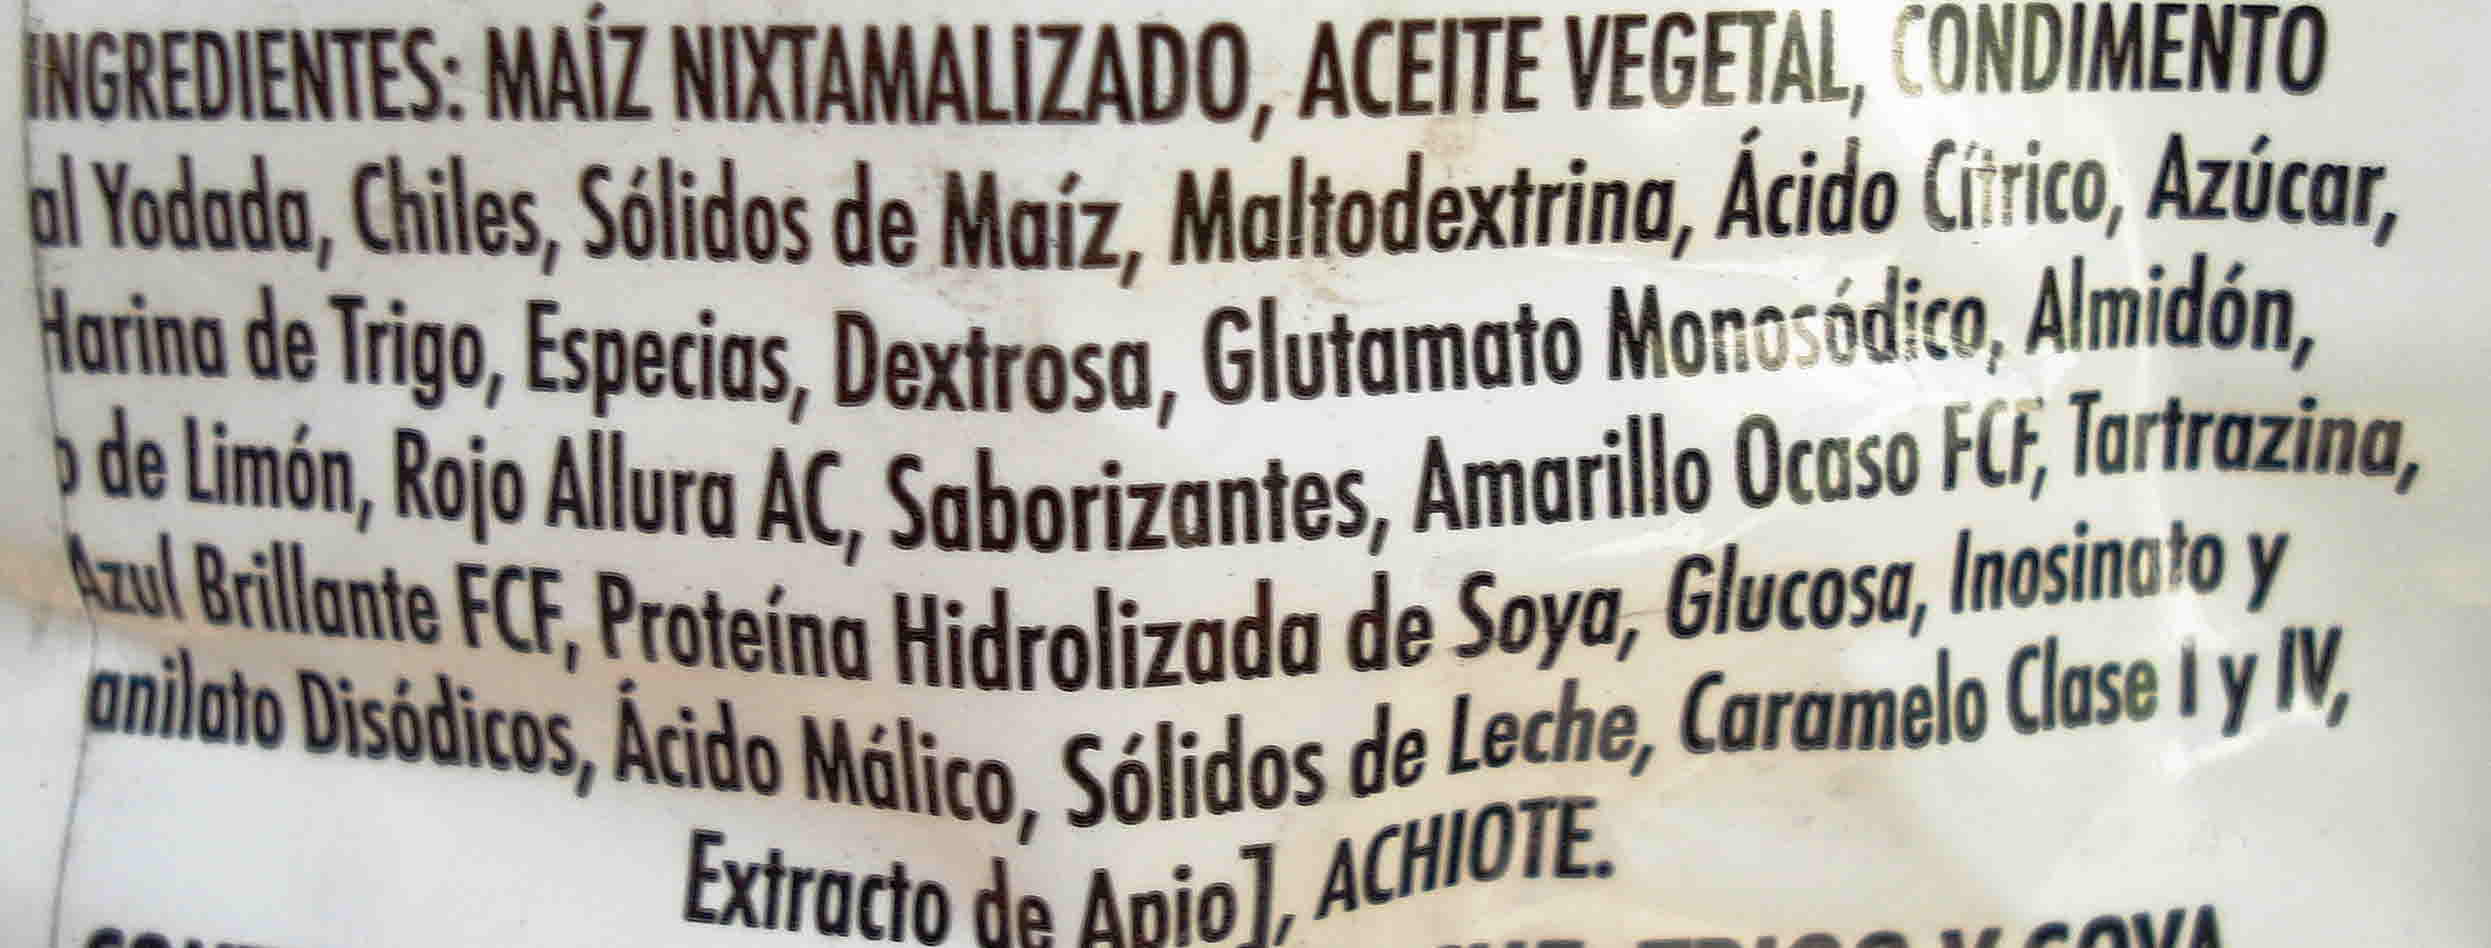 INGREDIENTES: MAÍZ NIXTAMALIZADO, ACEITE VEGETAL, CONDIMENTO
al Yodada, Chiles, Sólidos de Maíz, Maltodextrina, Ácido Cítrico, Azúcar,
Harina de Trigo, Especias, Dextrosa, Glutamato Monosódico, Almidón,
o de Limón, Rojo Allura AC, Saborizantes, Amarillo Ocaso FCF, Tartrazina,
Azul Brillante FCF, Proteína Hidrolizada de Soya, Glucosa, Inosinato y
anilato Disódicos, Ácido Málico, Sólidos de Leche, Caramelo Clase I y IV,
Extracto de Apio], ACHIOTE.
TRIGO Y SOYA